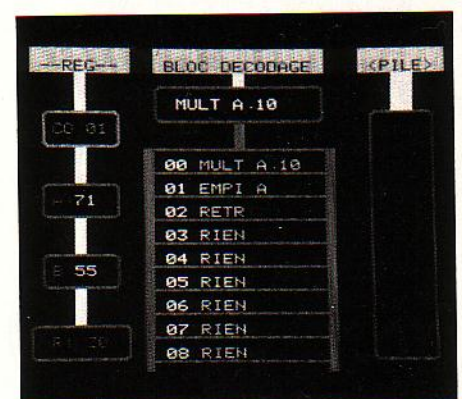 --REG-- BLOC DECODAGE <PILE>
MULT A.10
CO 01
00 MULT A.10
01 EMPI A
71
02 RETR
03 RIEN
04 RIEN
55
05 RIEN
06 RIEN
07 RIEN
08 RIEN